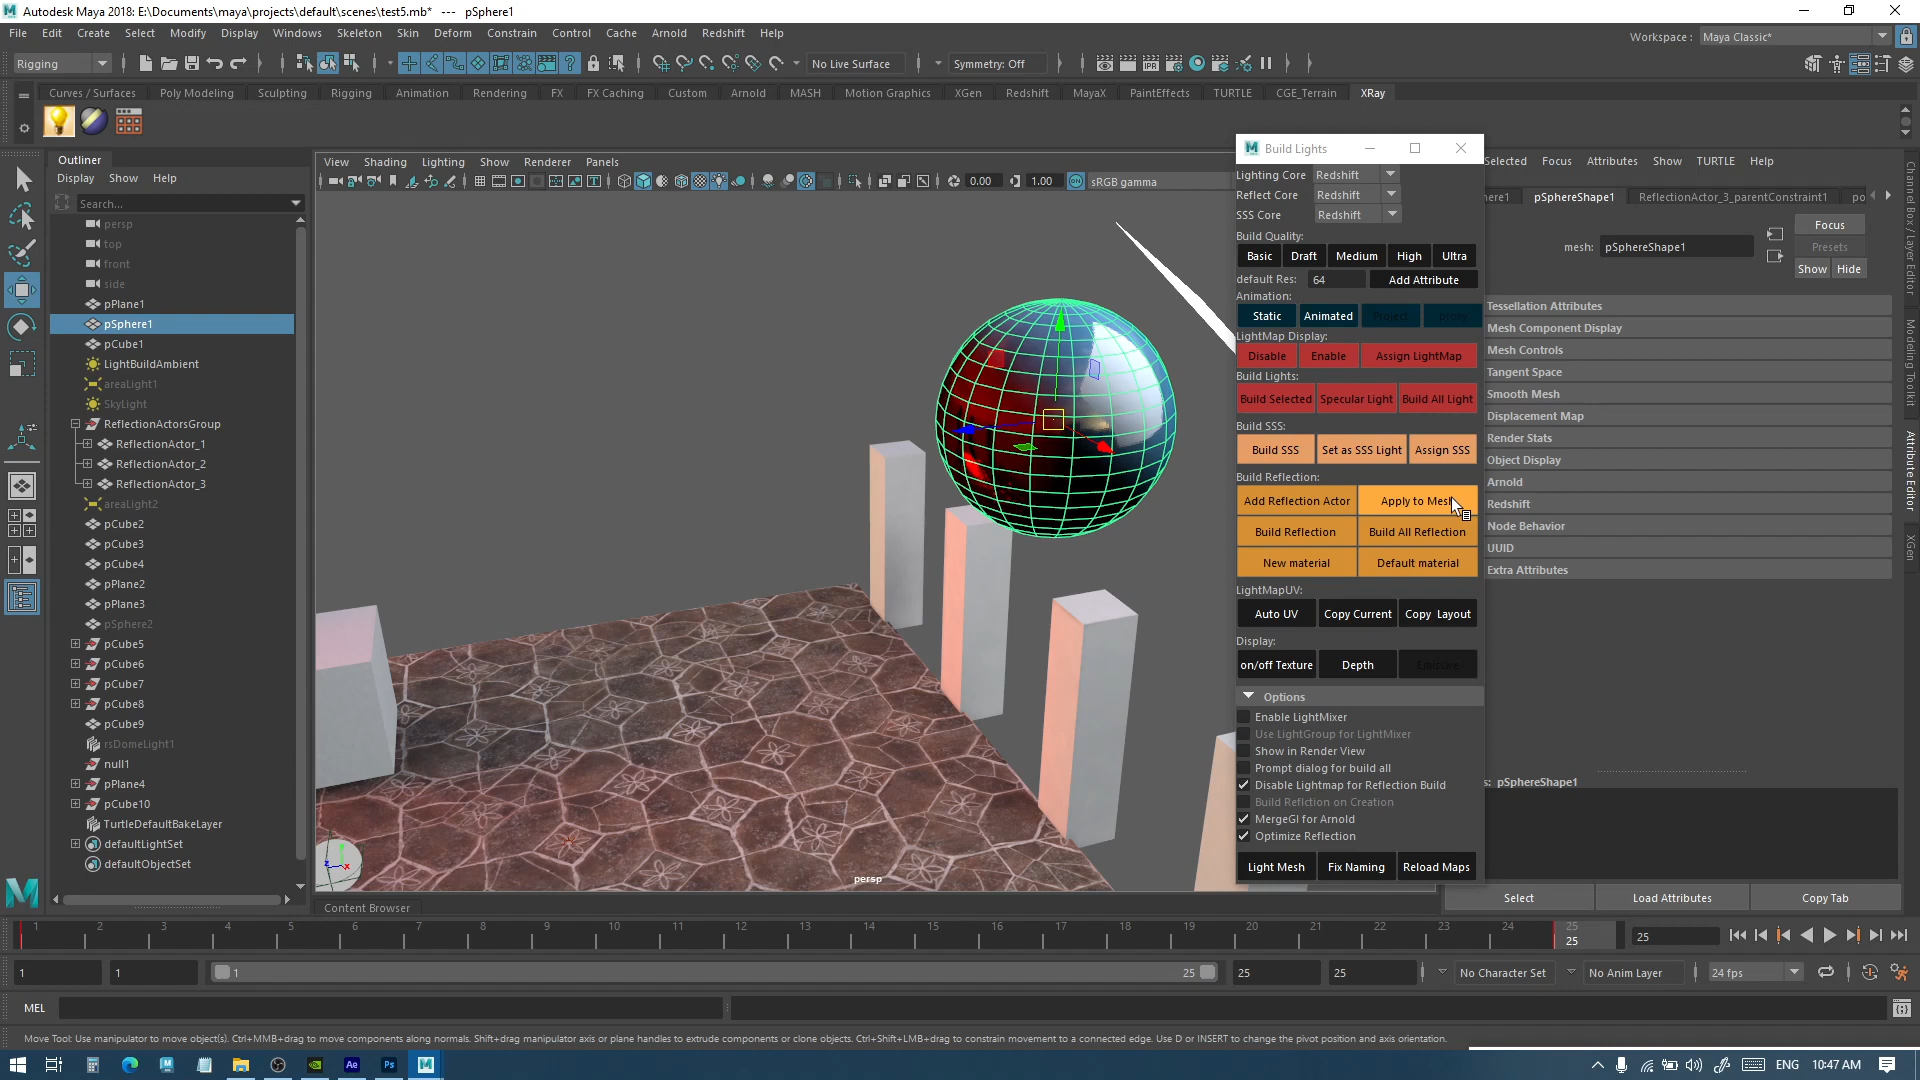 Autodesk Maya 2018: E:\Documents\maya\projects\default\scenes\test5.mb* --- pSphere1
File Edit Create Select Modify Display Windows Skeleton Skin Deform Constrain Control Cache Arnold Redshift Help
Workspace : Maya Classic*
Rigging
No Live Surface
Symmetry: Off
Curves / Surfaces Poly Modeling Sculpting Rigging Animation Rendering FX FX Caching Custom Arnold MASH Motion Graphics XGen Redshift MayaX PaintEffects TURTLE CGE_Terrain XRay
Outliner
Display Show Help
Search...
persp
top
front
side
pPlane1
pSphere1
pCube1
LightBuildAmbient
areaLight1
SkyLight
ReflectionActorsGroup
ReflectionActor_1
ReflectionActor_2
ReflectionActor_3
areaLight2
pCube2
pCube3
pCube4
pPlane2
pPlane3
pSphere2
pCube5
pCube6
pCube7
pCube8
pCube9
rsDomeLight1
null1
pPlane4
pCube10
TurtleDefaultBakeLayer
defaultLightSet
defaultObjectSet
View Shading Lighting Show Renderer Panels
0.00
1.00
sRGB gamma
persp
Content Browser
Build Lights
Lighting Core Redshift
Reflect Core Redshift
SSS Core Redshift
Build Quality:
Basic Draft Medium High Ultra
default Res: 64 Add Attribute
Animation:
Static Animated Project
LightMap Display:
Disable Enable Assign LightMap
Build Lights:
Build Selected Specular Light Build All Light
Build SSS:
Build SSS Set as SSS Light Assign SSS
Build Reflection:
Add Reflection Actor Apply to Mesh
Build Reflection Build All Reflection
New material Default material
LightMapUV:
Auto UV Copy Current Copy Layout
Display:
on/off Texture Depth
Options
Enable LightMixer
Use LightGroup for LightMixer
Show in Render View
Prompt dialog for build all
Disable Lightmap for Reflection Build
Build Reflction on Creation
MergeGI for Arnold
Optimize Reflection
Light Mesh Fix Naming Reload Maps
Selected Focus Attributes Show TURTLE Help
pSphereShape1 ReflectionActor_3_parentConstraint1
mesh: pSphereShape1
Focus
Presets
Show Hide
Tessellation Attributes
Mesh Component Display
Mesh Controls
Tangent Space
Smooth Mesh
Displacement Map
Render Stats
Object Display
Arnold
Redshift
Node Behavior
UUID
Extra Attributes
pSphereShape1
Select Load Attributes Copy Tab
Channel Box / Layer Editor
Modeling Toolkit
Attribute Editor
XGen
1 2 3 4 5 6 7 8 9 10 11 12 13 14 15 16 17 18 19 20 21 22 23 24 25
25
25
1 1 1 25 25 25
No Character Set No Anim Layer 24 fps
MEL
Move Tool: Use manipulator to move object(s). Ctrl+MMB+drag to move components along normals. Shift+drag manipulator axis or plane handles to extrude components or clone objects. Ctrl+Shift+LMB+drag to constrain movement to a connected edge. Use D or INSERT to change the pivot position and axis orientation.
Ae Ps M
ENG 10:47 AM